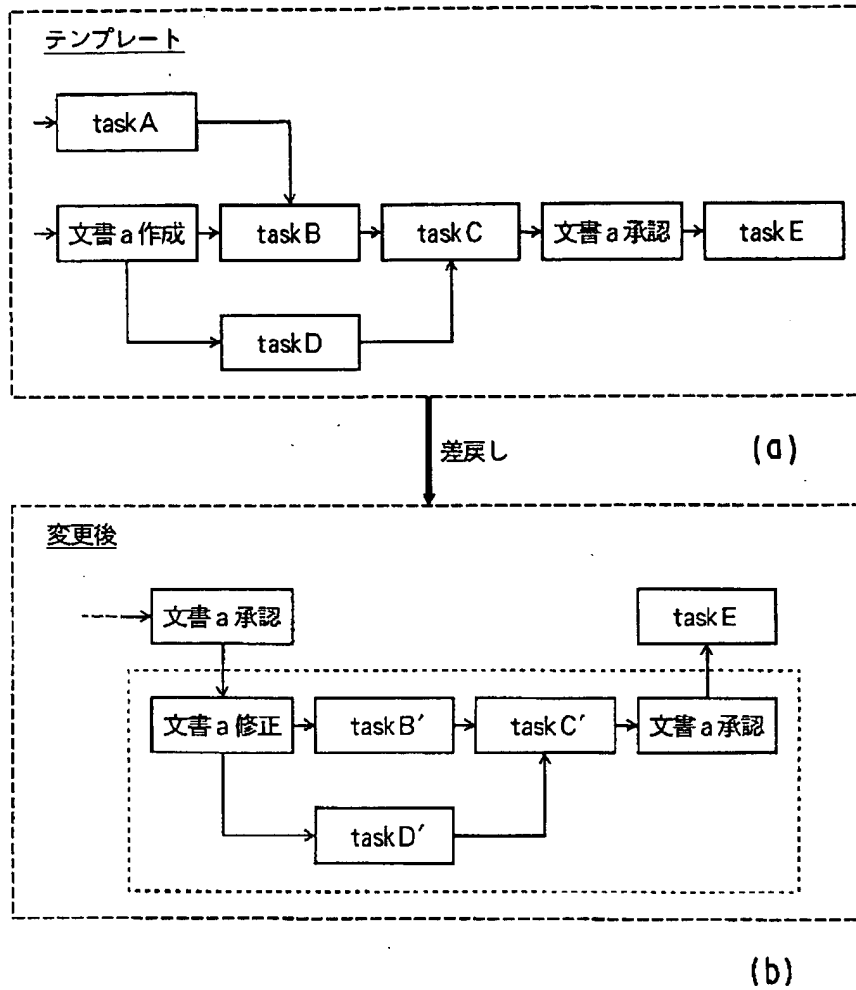 テンプレート
taskA
文書a作成
taskB
taskC
文書a承認
taskE
taskD
差戻し
(a)
変更後
文書a承認
taskE
文書a修正
taskB′
taskC′
文書a承認
taskD′
(b)